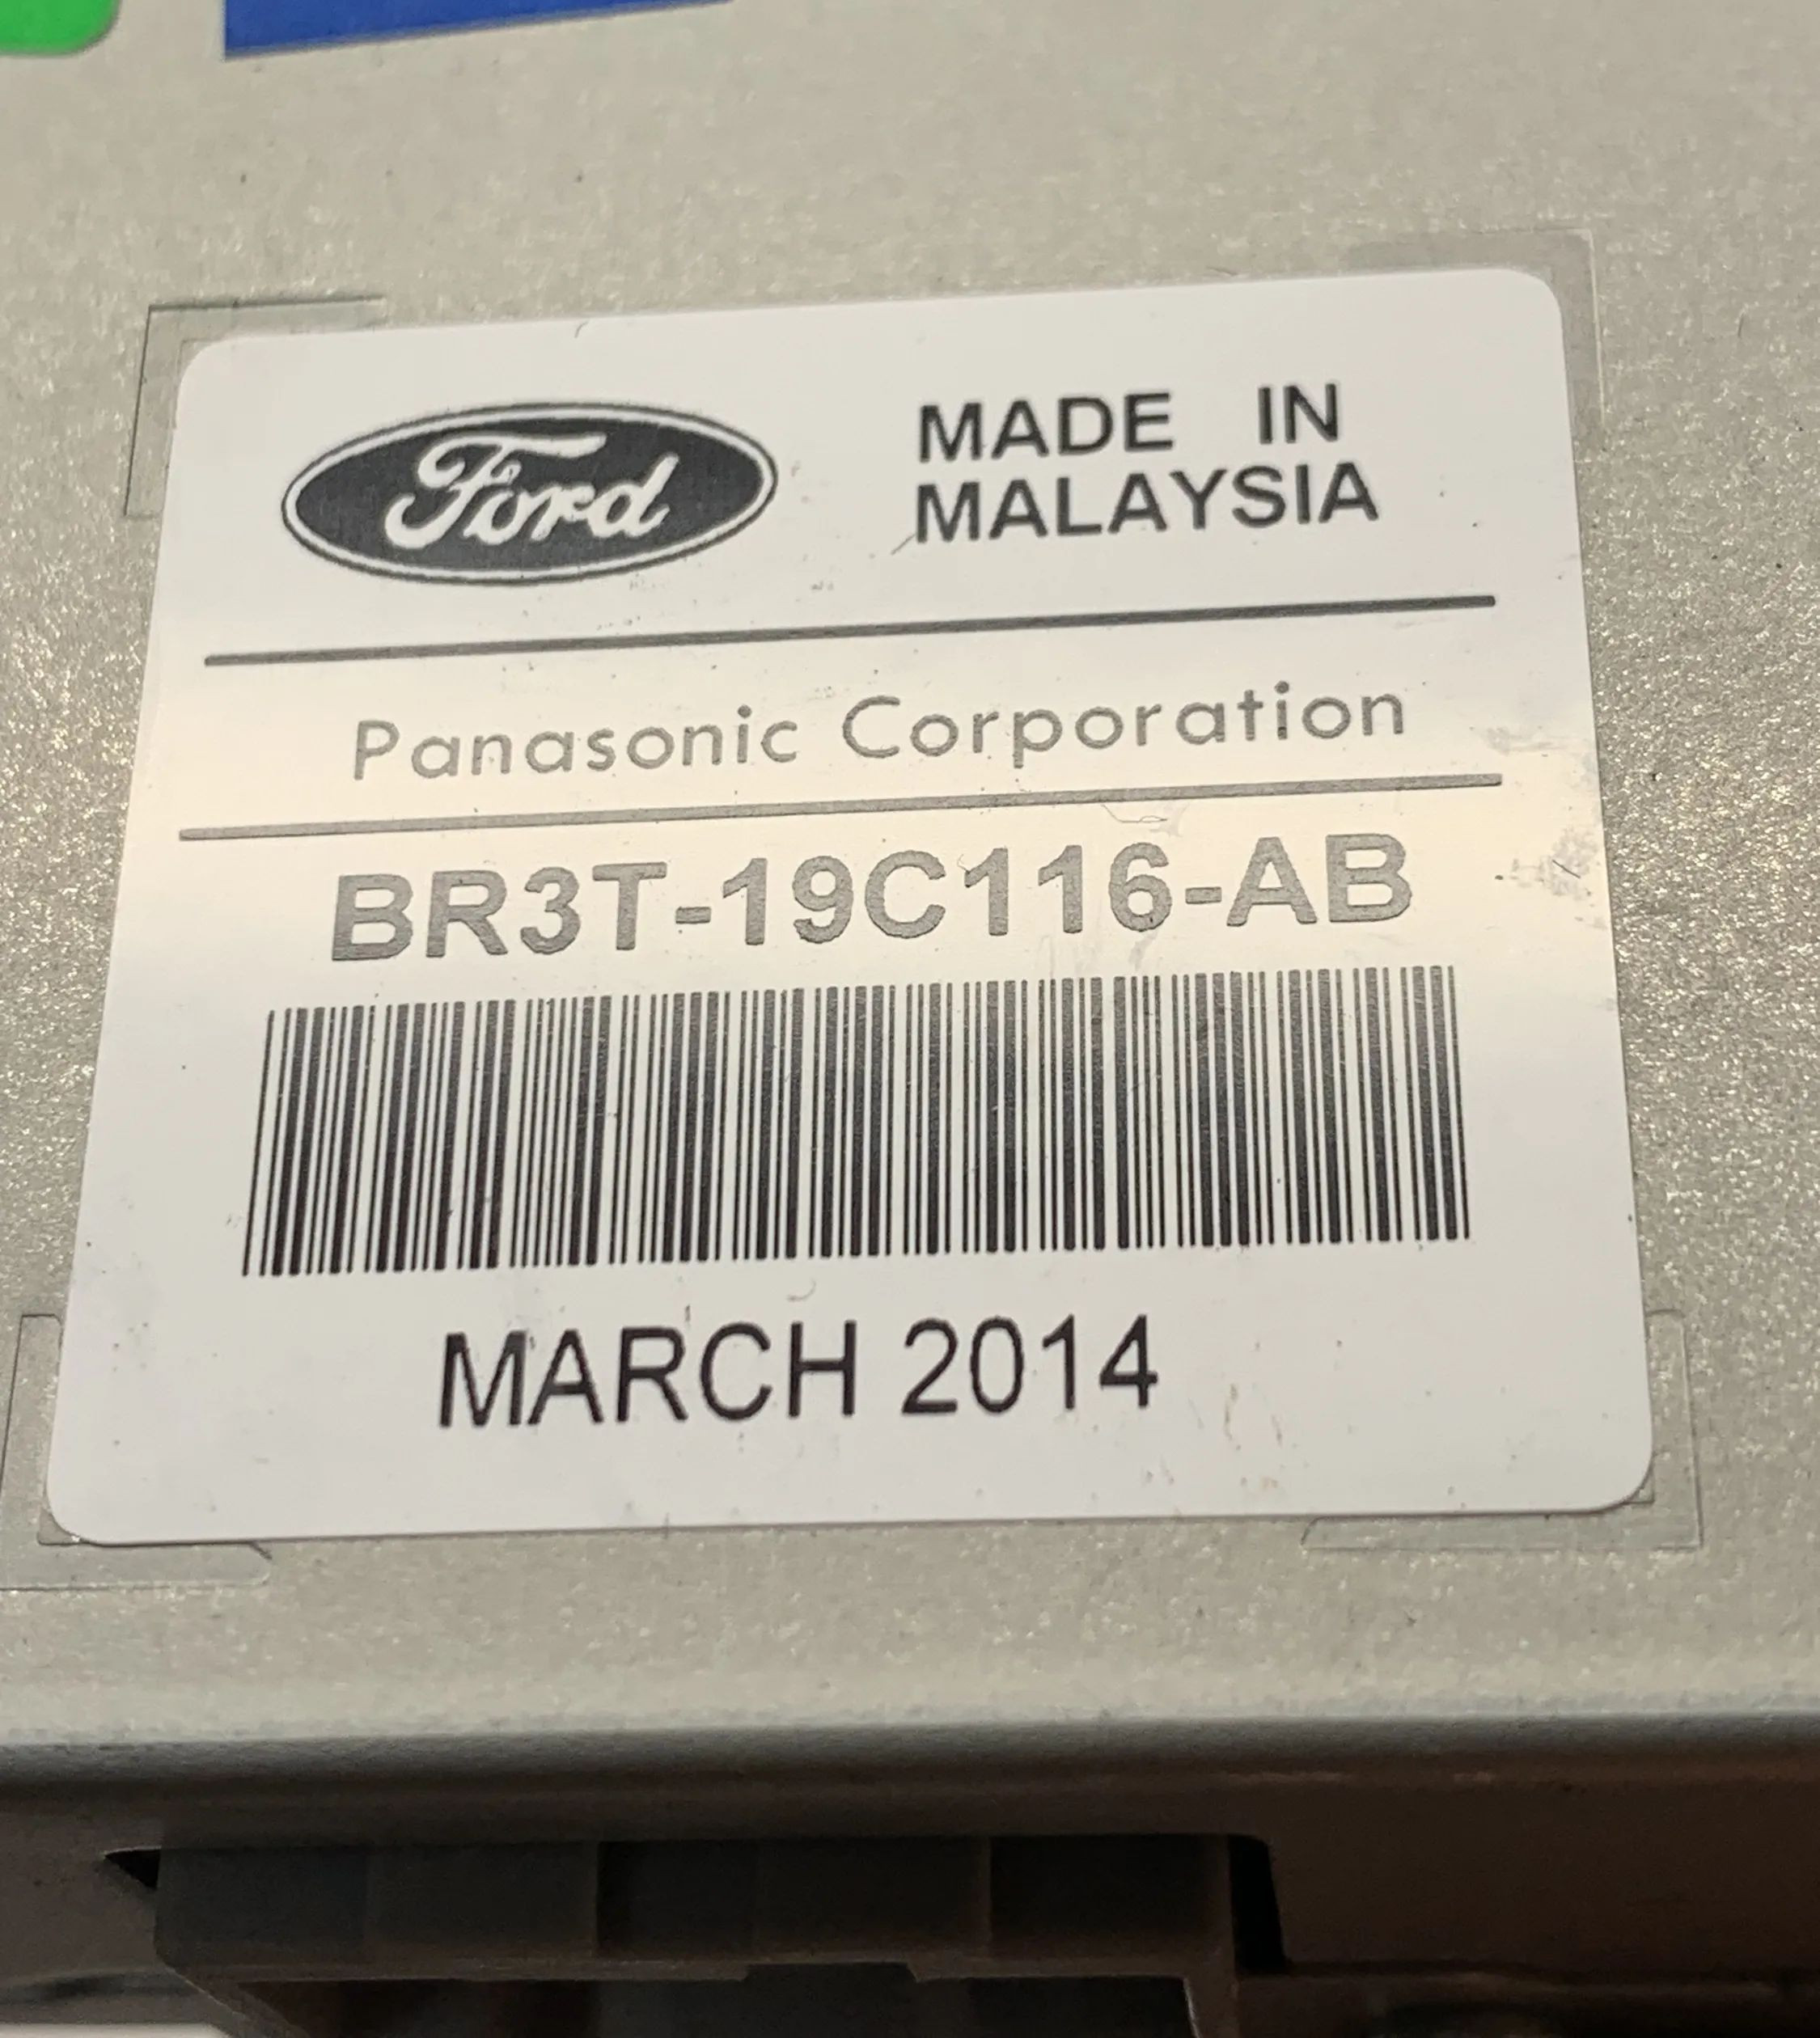 Ford
MADE IN
MALAYSIA
Panasonic Corporation
BR3T-19C116-AB
MARCH 2014